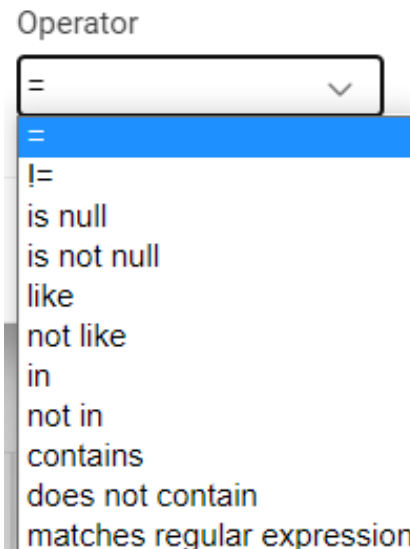 Operator
=
=
!=
is null
is not null
like
not like
in
not in
contains
does not contain
matches regular expression